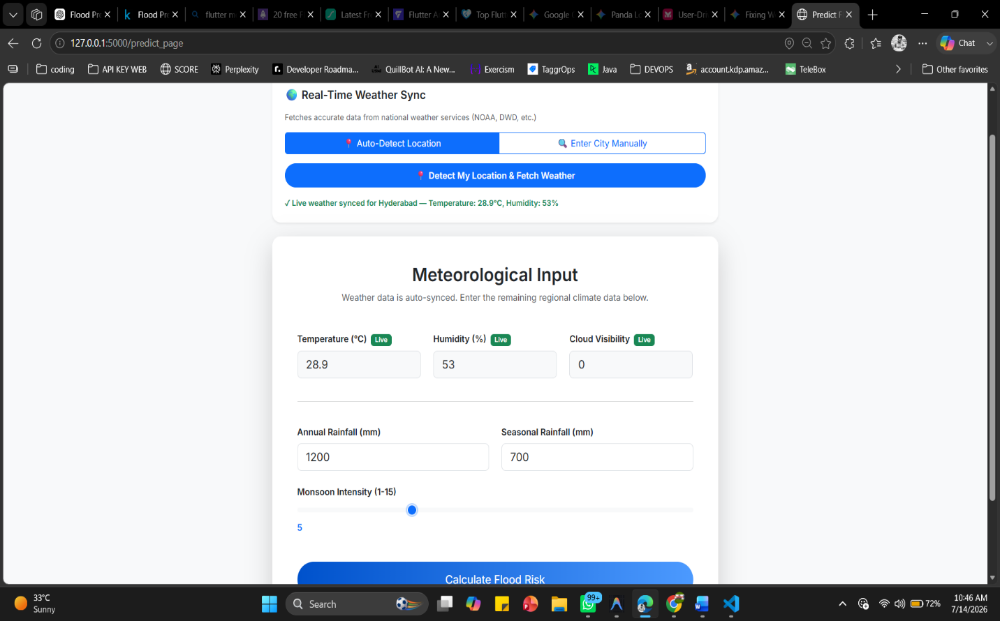 Flood Pr
Flood Pr
flutter m
20 free F
Latest Fr
Flutter A
Top Flutt
Google
Panda L
User-Dri
Fixing W
Predict F
127.0.0.1:5000/predict_page
Chat
coding
API KEY WEB
SCORE
Perplexity
Developer Roadma...
QuillBot AI: A New...
Exercism
TaggrOps
Java
DEVOPS
account.kdp.amaz...
TeleBox
Other favorites
Real-Time Weather Sync
Fetches accurate data from national weather services (NOAA, DWD, etc.)
Auto-Detect Location
Enter City Manually
Detect My Location & Fetch Weather
✓ Live weather synced for Hyderabad — Temperature: 28.9°C, Humidity: 53%
Meteorological Input
Weather data is auto-synced. Enter the remaining regional climate data below.
Temperature (°C) Live
Humidity (%) Live
Cloud Visibility Live
28.9
53
0
Annual Rainfall (mm)
Seasonal Rainfall (mm)
1200
700
Monsoon Intensity (1-15)
5
Calculate Flood Risk
33°C
Sunny
Search
99+
72%
10:46 AM
7/14/2026